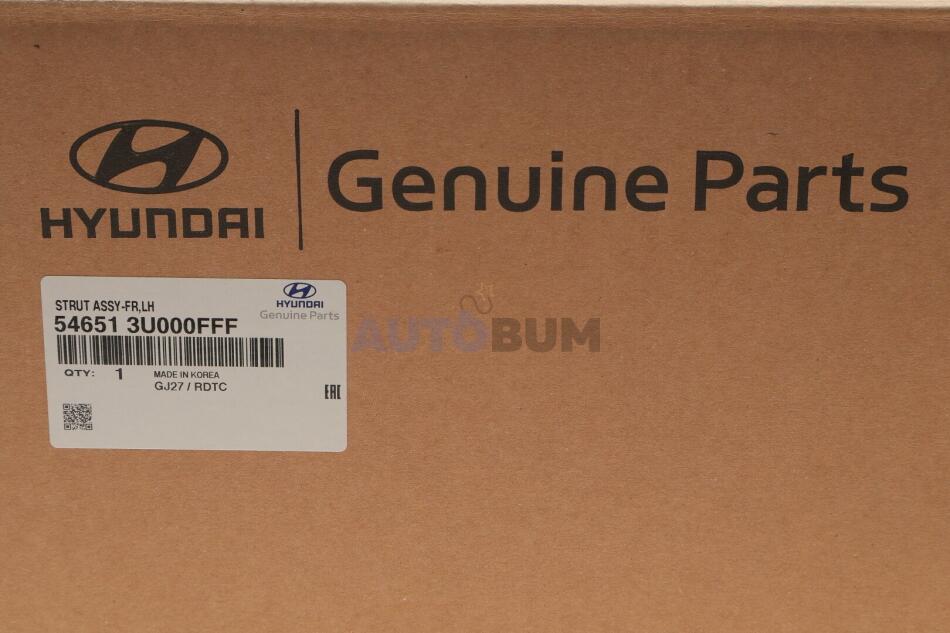 HYUNDAI
Genuine Parts
STRUT ASSY-FR,LH
54651 3U000FFF
HYUNDAI
Genuine Parts
QTY: 1 MADE IN KOREA
GJ27 / RDTC
EAC
AUTOBUM